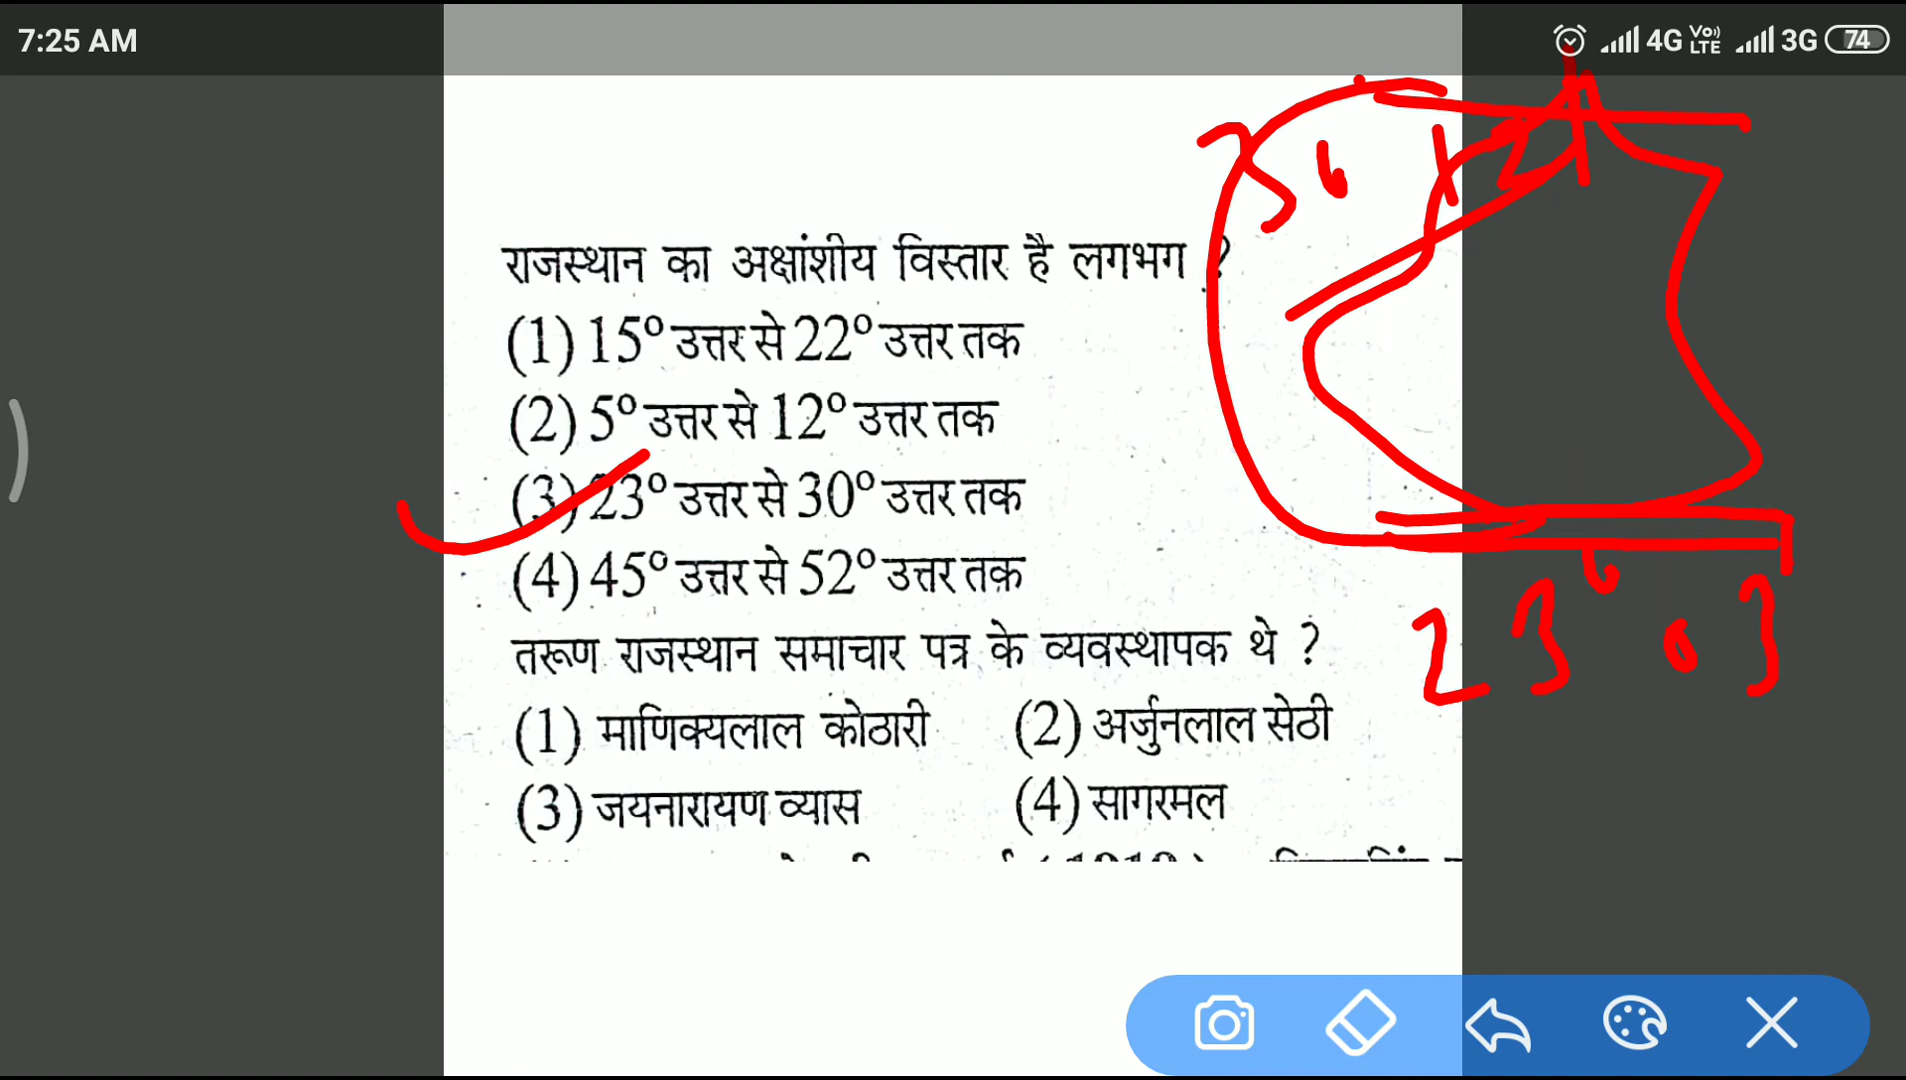 7:25 AM 4G VoLTE 3G 74
राजस्थान का अक्षांशीय विस्तार है लगभग ?
(1) 15° उत्तर से 22° उत्तर तक
(2) 5° उत्तर से 12° उत्तर तक
(3) 23° उत्तर से 30° उत्तर तक
(4) 45° उत्तर से 52° उत्तर तक
तरूण राजस्थान समाचार पत्र के व्यवस्थापक थे ?
(1) माणिक्यलाल कोठारी (2) अर्जुनलाल सेठी
(3) जयनारायण व्यास (4) सागरमल
23° 3